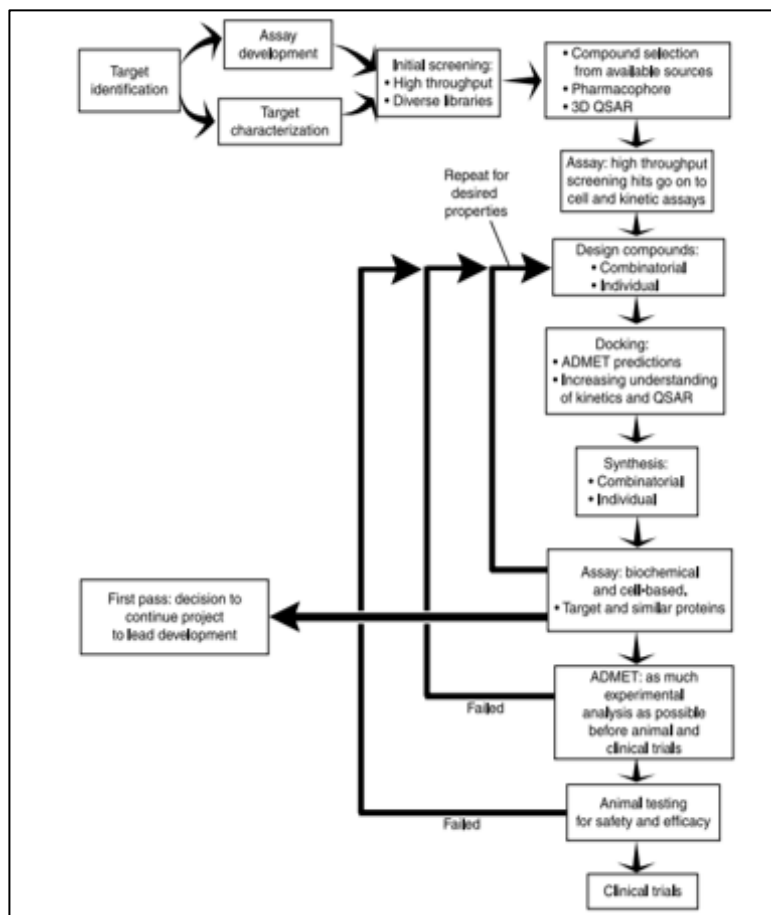 Target
identification
Assay
development
Target
characterization
Initial screening:
• High throughput
• Diverse libraries
• Compound selection
from available sources
• Pharmacophore
• 3D QSAR
Assay: high throughput
screening hits go on to
cell and kinetic assays
Repeat for
desired
properties
Design compounds:
• Combinatorial
• Individual
Docking:
• ADMET predictions
• Increasing understanding
of kinetics and QSAR
Synthesis:
• Combinatorial
• Individual
Assay: biochemical
and cell-based.
• Target and similar proteins
First pass: decision to
continue project
to lead development
ADMET: as much
experimental
analysis as possible
before animal and
clinical trials
Failed
Animal testing
for safety and efficacy
Failed
Clinical trials